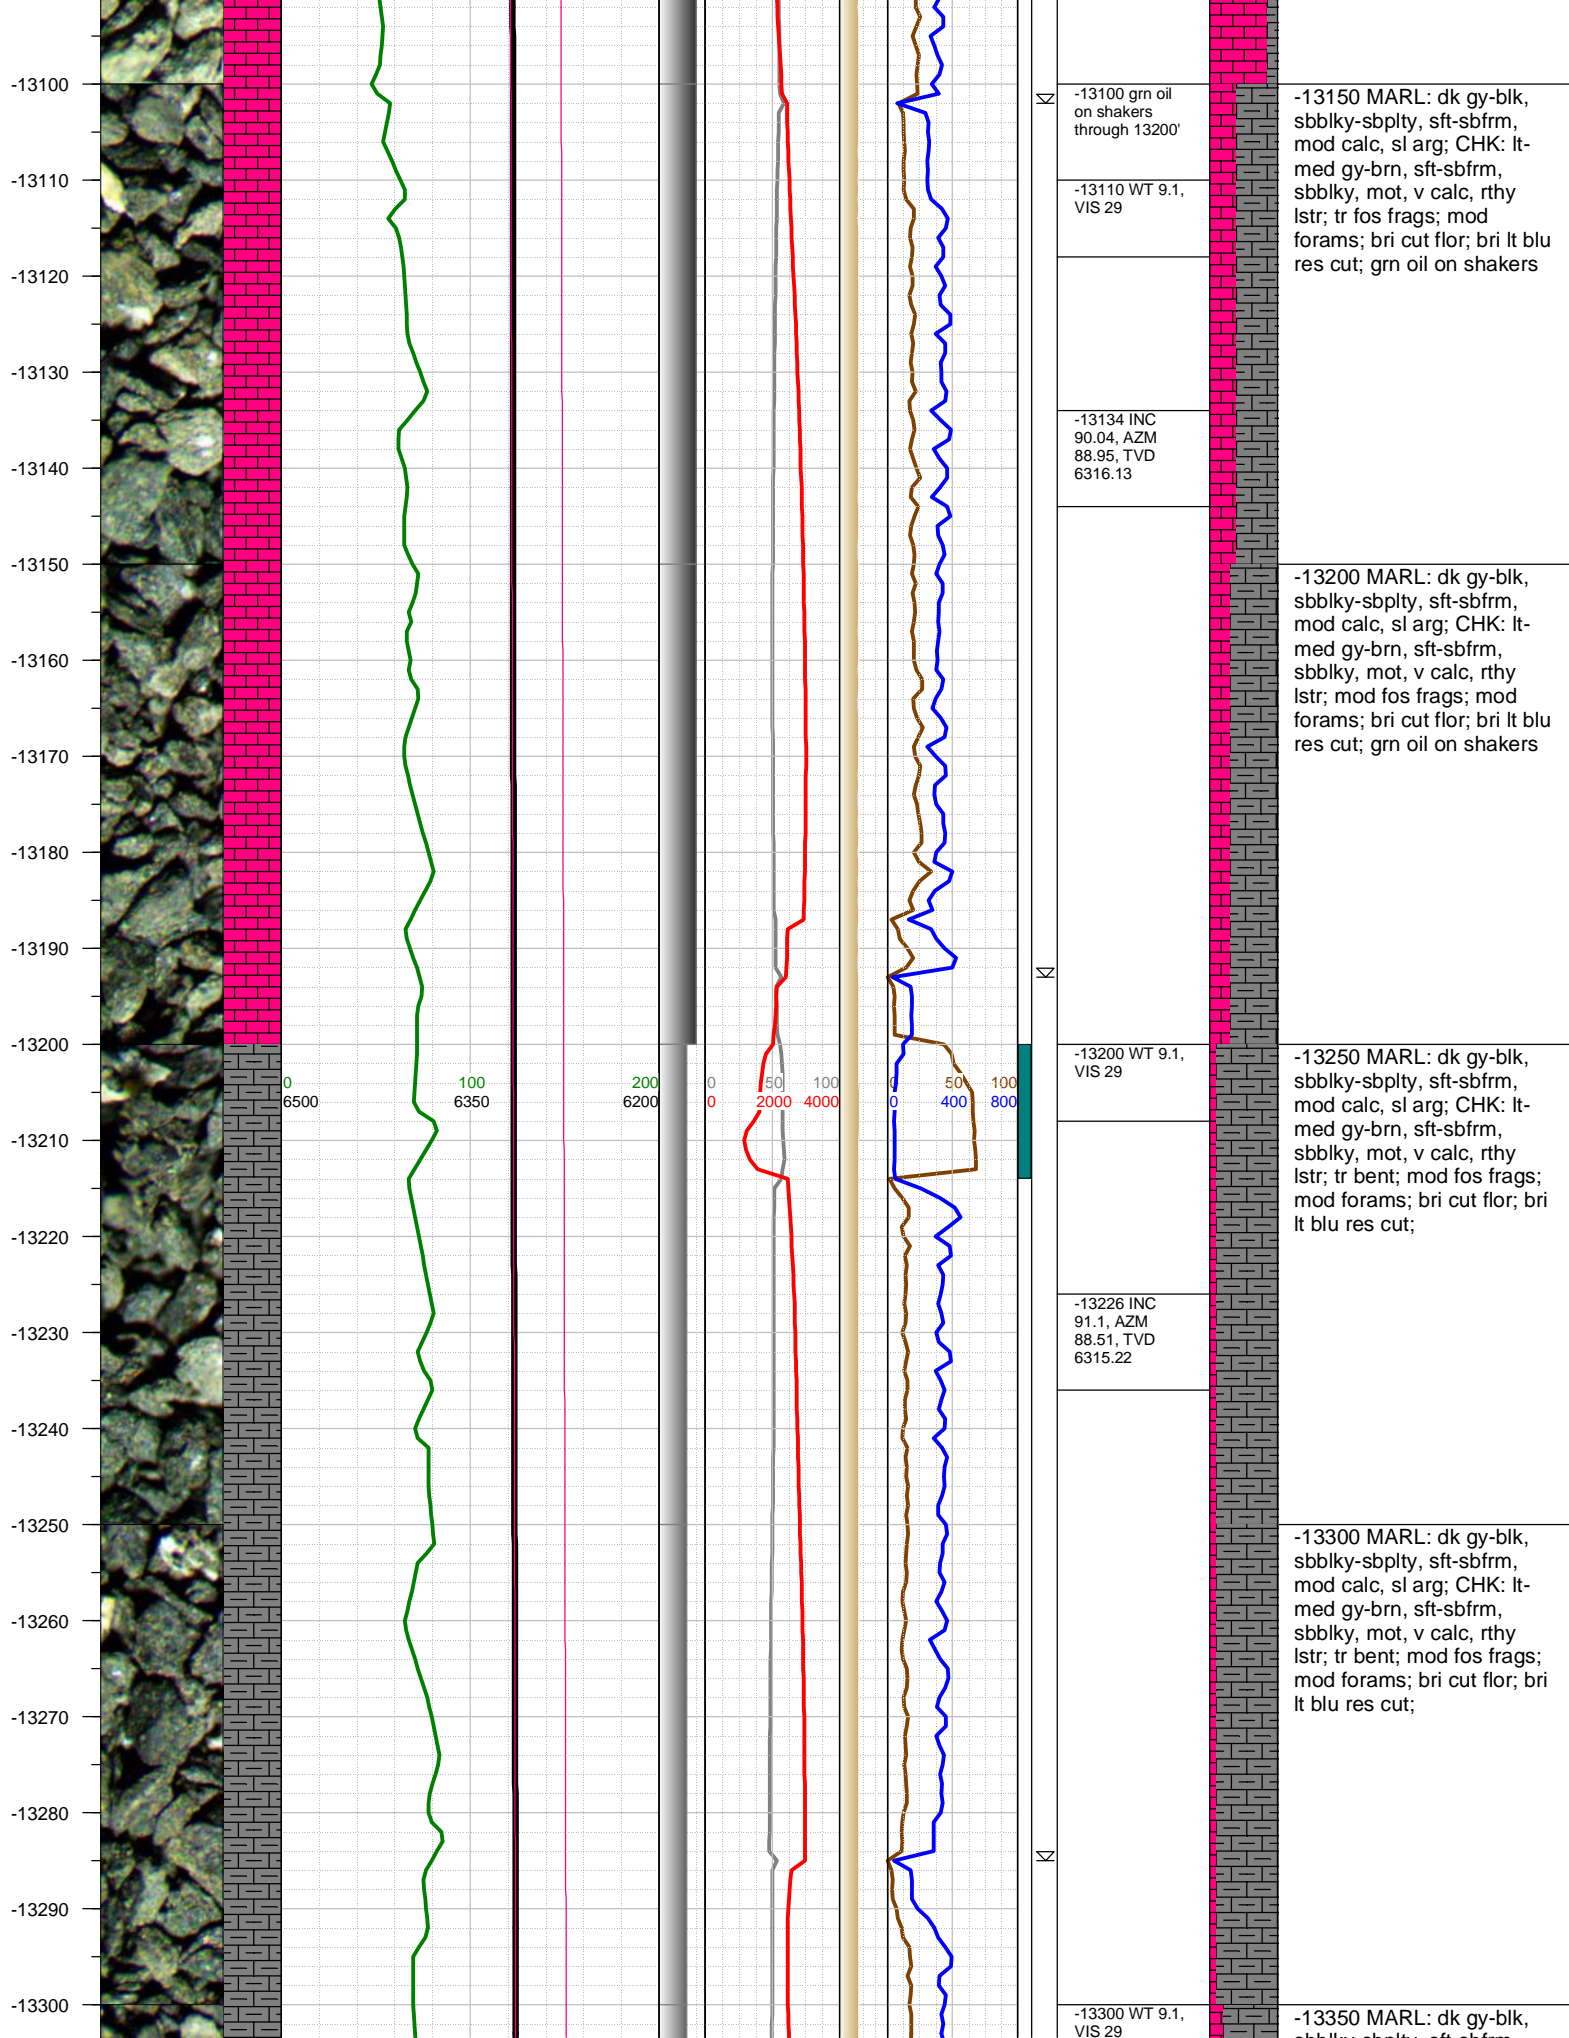 -13100
-13110
-13120
-13130
-13140
-13150
-13160
-13170
-13180
-13190
-13200
-13210
-13220
-13230
-13240
-13250
-13260
-13270
-13280
-13290
-13300
0 100 200
6500 6350 6200
0 50 100
0 2000 4000
0 50 100
0 400 800
-13100 grn oil
on shakers
through 13200'
-13110 WT 9.1,
VIS 29
-13134 INC
90.04, AZM
88.95, TVD
6316.13
-13200 WT 9.1,
VIS 29
-13226 INC
91.1, AZM
88.51, TVD
6315.22
-13300 WT 9.1,
VIS 29
-13150 MARL: dk gy-blk,
sbblky-sbplty, sft-sbfrm,
mod calc, sl arg; CHK: lt-
med gy-brn, sft-sbfrm,
sbblky, mot, v calc, rthy
lstr; tr fos frags; mod
forams; bri cut flor; bri lt blu
res cut; grn oil on shakers
-13200 MARL: dk gy-blk,
sbblky-sbplty, sft-sbfrm,
mod calc, sl arg; CHK: lt-
med gy-brn, sft-sbfrm,
sbblky, mot, v calc, rthy
lstr; mod fos frags; mod
forams; bri cut flor; bri lt blu
res cut; grn oil on shakers
-13250 MARL: dk gy-blk,
sbblky-sbplty, sft-sbfrm,
mod calc, sl arg; CHK: lt-
med gy-brn, sft-sbfrm,
sbblky, mot, v calc, rthy
lstr; tr bent; mod fos frags;
mod forams; bri cut flor; bri
lt blu res cut;
-13300 MARL: dk gy-blk,
sbblky-sbplty, sft-sbfrm,
mod calc, sl arg; CHK: lt-
med gy-brn, sft-sbfrm,
sbblky, mot, v calc, rthy
lstr; tr bent; mod fos frags;
mod forams; bri cut flor; bri
lt blu res cut;
-13350 MARL: dk gy-blk,